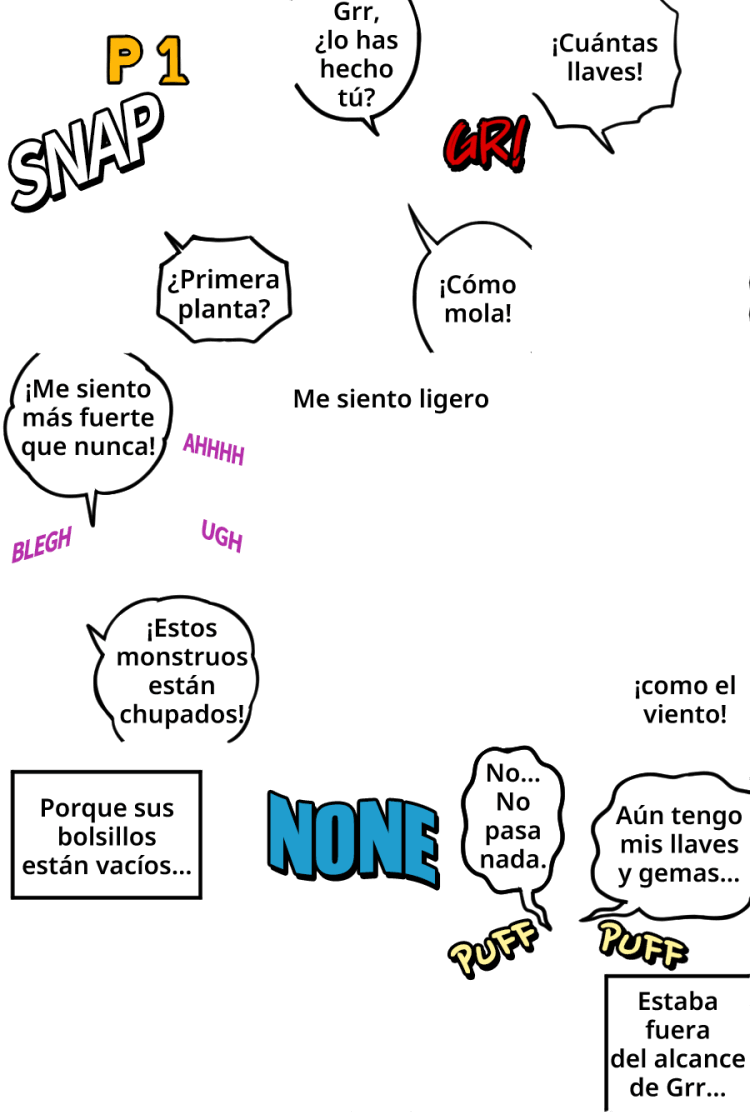 Grr,
¿lo has
hecho
tú?
¡Cuántas
llaves!
P 1
SNAP
GR!
¿Primera
planta?
¡Cómo
mola!
¡Me siento
más fuerte
que nunca!
Me siento ligero
AHHHH
BLEGH
UGH
¡Estos
monstruos
están
chupados!
¡como el
viento!
Porque sus
bolsillos
están vacíos...
NONE
No...
No
pasa
nada.
Aún tengo
mis llaves
y gemas...
PUFF
PUFF
Estaba
fuera
del alcance
de Grr...